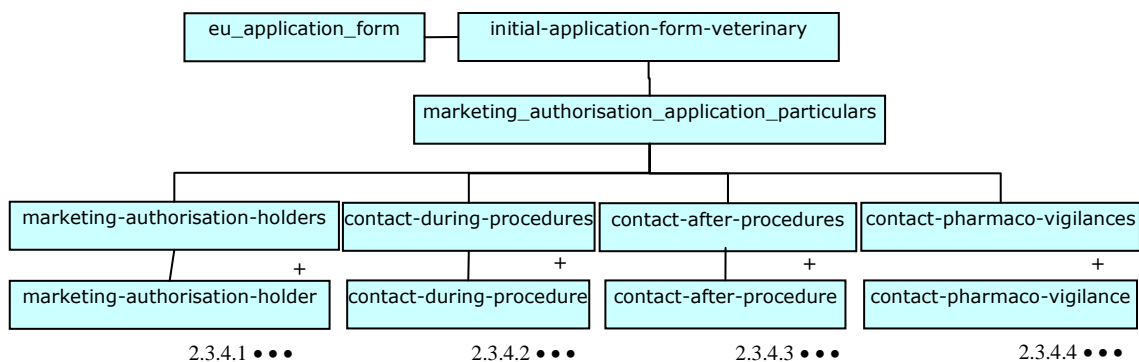 eu_application_form
initial-application-form-veterinary
marketing_authorisation_application_particulars
marketing-authorisation-holders
contact-during-procedures
contact-after-procedures
contact-pharmaco-vigilances
+
+
+
+
marketing-authorisation-holder
contact-during-procedure
contact-after-procedure
contact-pharmaco-vigilance
2.3.4.1 •••
2.3.4.2 •••
2.3.4.3 •••
2.3.4.4 •••